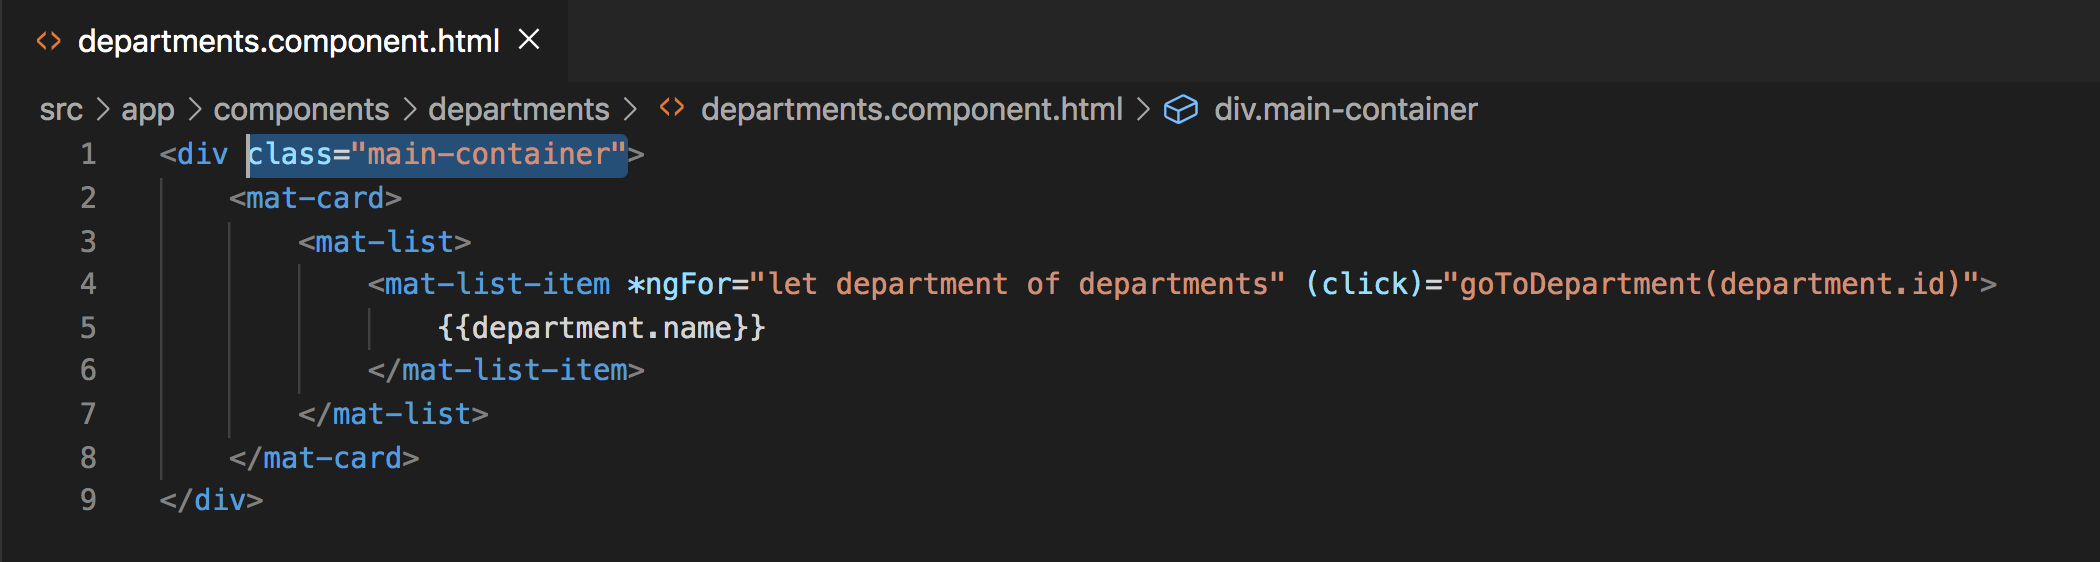 departments.component.html
src > app > components > departments > departments.component.html > div.main-container
1 <div class="main-container">
2 <mat-card>
3 <mat-list>
4 <mat-list-item *ngFor="let department of departments" (click)="goToDepartment(department.id)">
5 {{department.name}}
6 </mat-list-item>
7 </mat-list>
8 </mat-card>
9 </div>